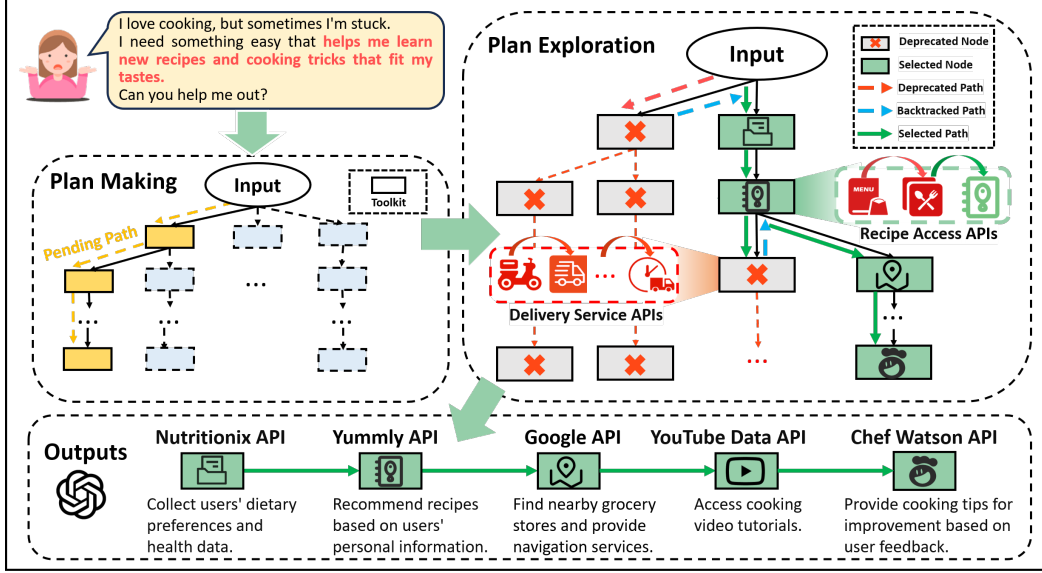 I love cooking, but sometimes I'm stuck.
I need something easy that helps me learn
new recipes and cooking tricks that fit my
tastes.
Can you help me out?
Plan Making
Input
Toolkit
Pending Path
...
...
...
...
Plan Exploration
Input
Deprecated Node
Selected Node
Deprecated Path
Backtracked Path
Selected Path
MENU
Recipe Access APIs
...
Delivery Service APIs
...
...
Outputs
Nutritionix API
Collect users' dietary
preferences and
health data.
Yummly API
Recommend recipes
based on users'
personal information.
Google API
Find nearby grocery
stores and provide
navigation services.
YouTube Data API
Access cooking
video tutorials.
Chef Watson API
Provide cooking tips for
improvement based on
user feedback.